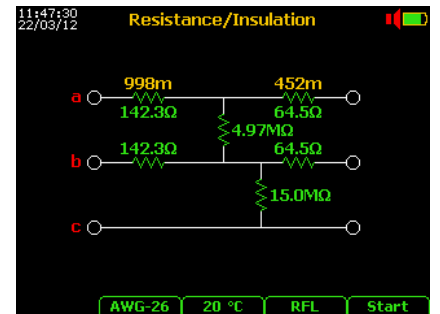 11:47:30
22/03/12
Resistance/Insulation
998m 452m
a
142.3Ω 64.5Ω
4.97MΩ
142.3Ω 64.5Ω
b
15.0MΩ
c
AWG-26 20 °C RFL Start